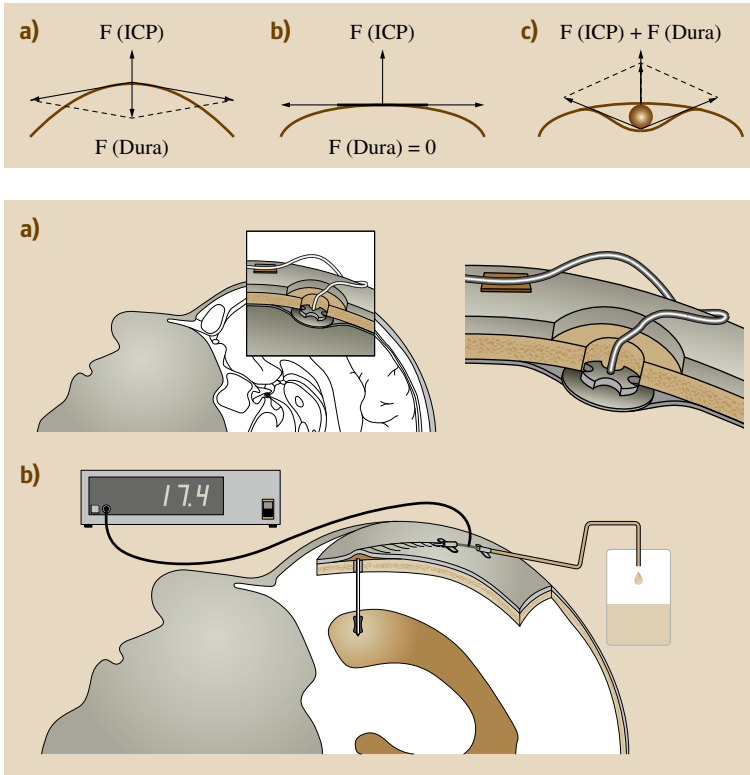 a)
F (ICP)
F (Dura)
b)
F (ICP)
F (Dura) = 0
c)
F (ICP) + F (Dura)
a)
b)
17.4